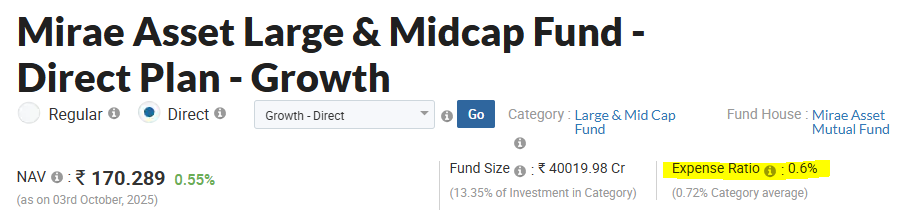 Mirae Asset Large & Midcap Fund -
Direct Plan - Growth
Regular Direct Growth - Direct Go Category : Large & Mid Cap Fund Fund House : Mirae Asset Mutual Fund
NAV : ₹ 170.289 0.55% Fund Size : ₹ 40019.98 Cr Expense Ratio : 0.6%
(as on 03rd October, 2025) (13.35% of Investment in Category) (0.72% Category average)